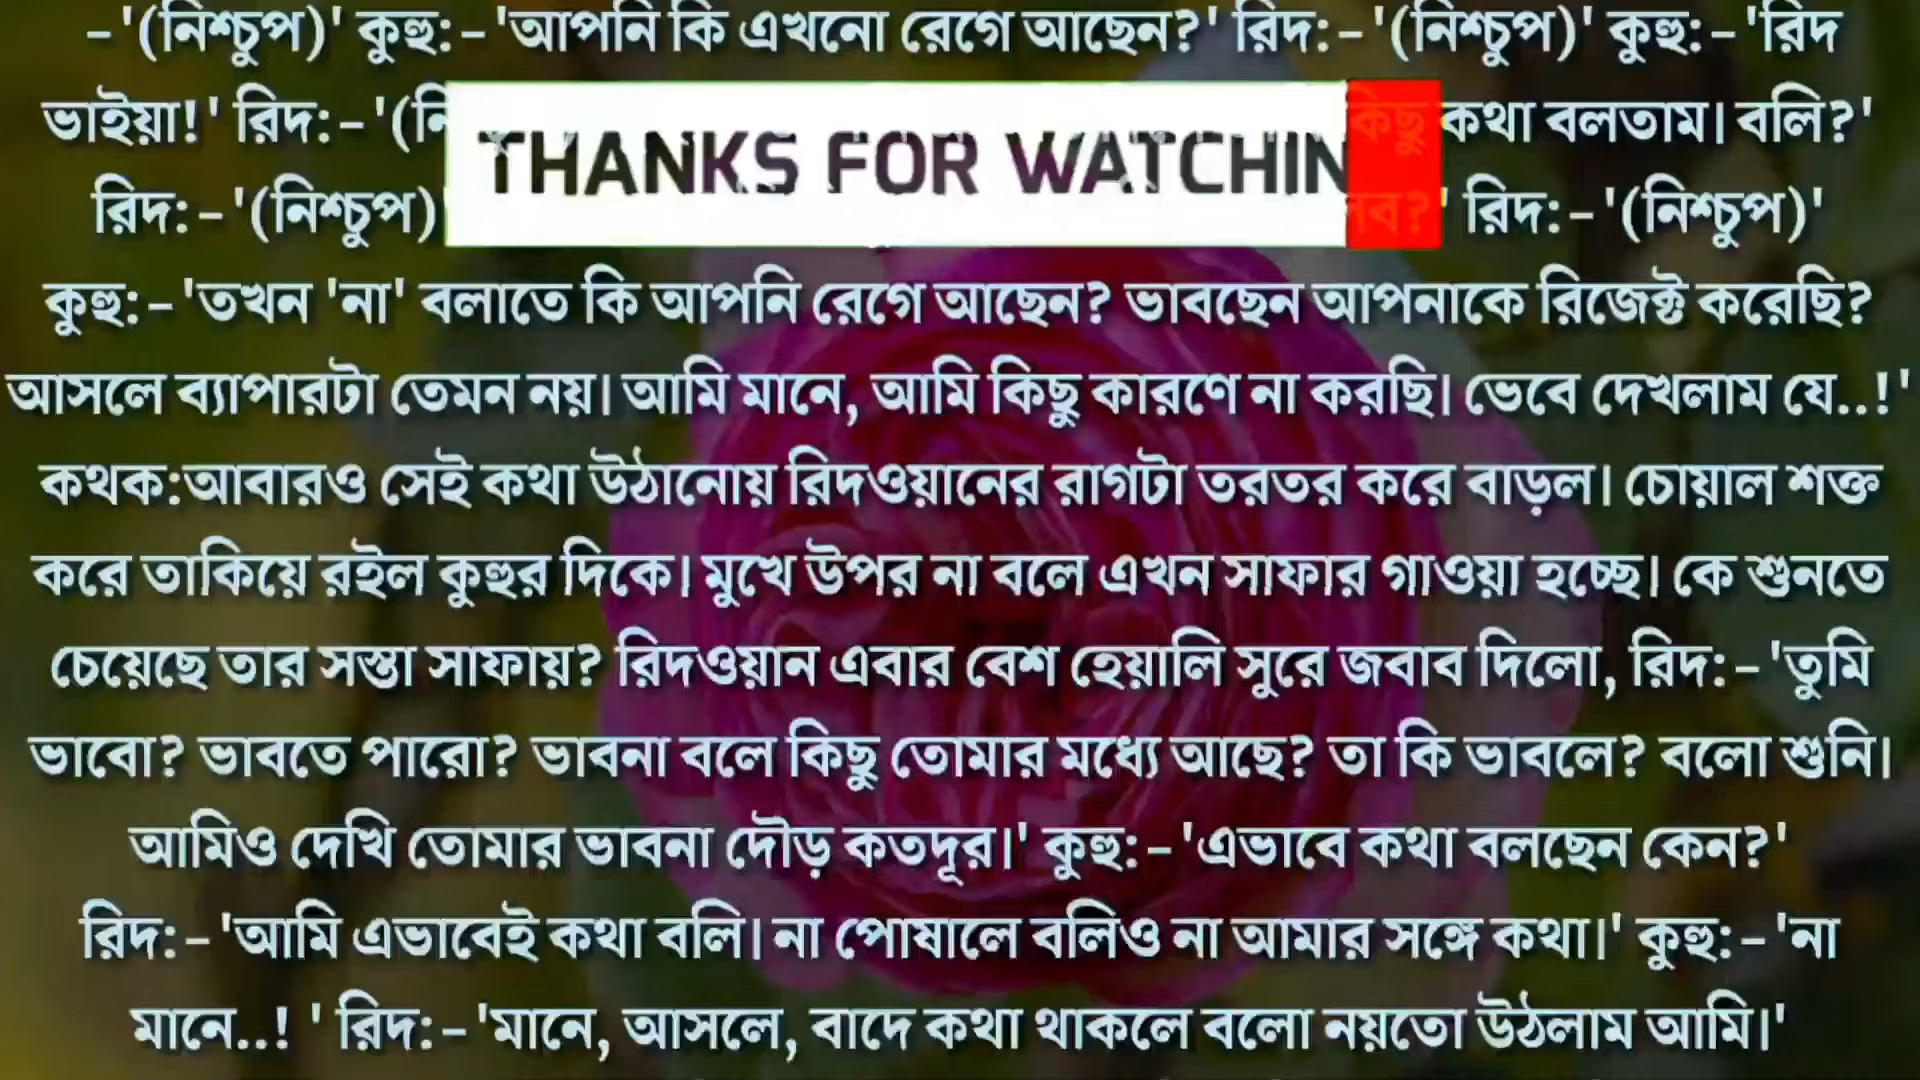 -'(নিশ্চুপ)' কুহু:-'আপনি কি এখনো রেগে আছেন?' রিদ:-'(নিশ্চুপ)' কুহু:-'রিদ
ভাইয়া!' রিদ:-'(নি কিছু কথা বলতাম। বলি?'
THANKS FOR WATCHIN
রিদ:-'(নিশ্চুপ) ' রিদ:-'(নিশ্চুপ)'
কুহু:-'তখন 'না' বলাতে কি আপনি রেগে আছেন? ভাবছেন আপনাকে রিজেক্ট করেছি?
আসলে ব্যাপারটা তেমন নয়। আমি মানে, আমি কিছু কারণে না করছি। ভেবে দেখলাম যে..!'
কথক:আবারও সেই কথা উঠানোয় রিদওয়ানের রাগটা তরতর করে বাড়ল। চোয়াল শক্ত
করে তাকিয়ে রইল কুহুর দিকে। মুখে উপর না বলে এখন সাফার গাওয়া হচ্ছে। কে শুনতে
চেয়েছে তার সস্তা সাফায়? রিদওয়ান এবার বেশ হেয়ালি সুরে জবাব দিলো, রিদ:-'তুমি
ভাবো? ভাবতে পারো? ভাবনা বলে কিছু তোমার মধ্যে আছে? তা কি ভাবলে? বলো শুনি।
আমিও দেখি তোমার ভাবনা দৌড় কতদূর।' কুহু:-'এভাবে কথা বলছেন কেন?'
রিদ:-'আমি এভাবেই কথা বলি। না পোষালে বলিও না আমার সঙ্গে কথা।' কুহু:-'না
মানে..! ' রিদ:-'মানে, আসলে, বাদে কথা থাকলে বলো নয়তো উঠলাম আমি।'